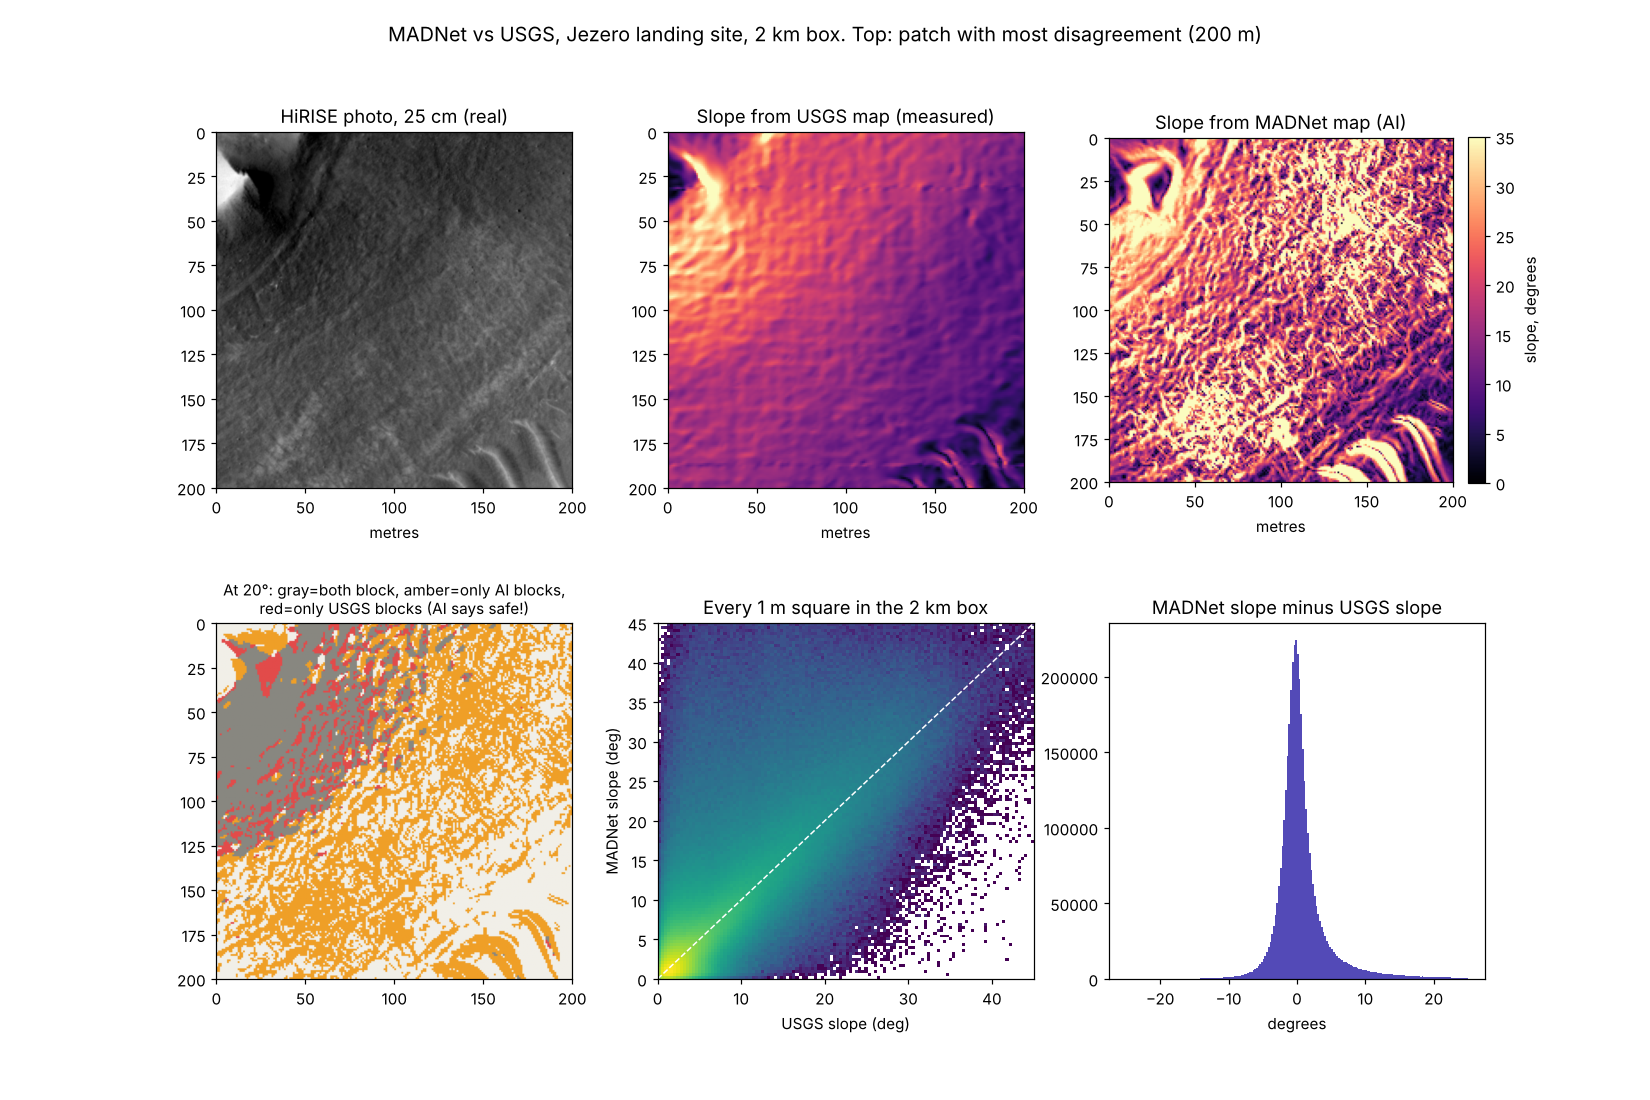 MADNet vs USGS, Jezero landing site, 2 km box. Top: patch with most disagreement (200 m)
HiRISE photo, 25 cm (real)
0
25
50
75
100
125
150
175
200
0 50 100 150 200
metres
Slope from USGS map (measured)
0
25
50
75
100
125
150
175
200
0 50 100 150 200
metres
Slope from MADNet map (AI)
0
25
50
75
100
125
150
175
200
0 50 100 150 200
metres
35
30
25
20
15
10
5
0
slope, degrees
At 20°: gray=both block, amber=only AI blocks,
red=only USGS blocks (AI says safe!)
0
25
50
75
100
125
150
175
200
0 50 100 150 200
Every 1 m square in the 2 km box
MADNet slope (deg)
45
40
35
30
25
20
15
10
5
0
0 10 20 30 40
USGS slope (deg)
MADNet slope minus USGS slope
200000
150000
100000
50000
0
−20 −10 0 10 20
degrees